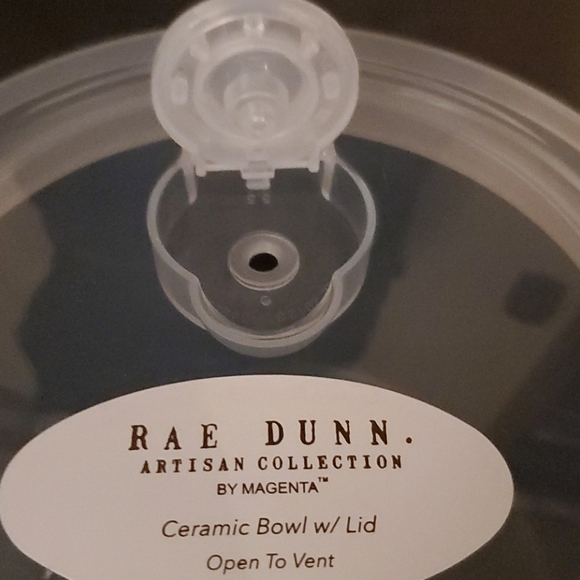 RAE DUNN.
ARTISAN COLLECTION
BY MAGENTA™
Ceramic Bowl w/ Lid
Open To Vent